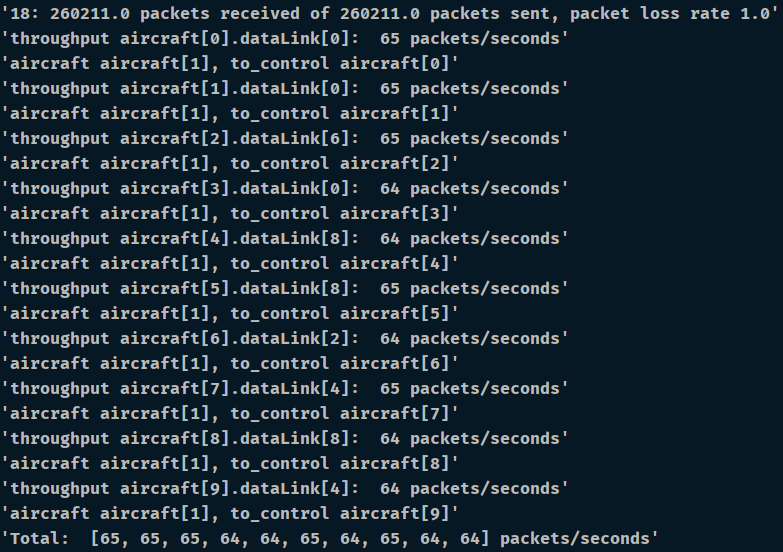 '18: 260211.0 packets received of 260211.0 packets sent, packet loss rate 1.0'
'throughput aircraft[0].dataLink[0]:  65 packets/seconds'
'aircraft aircraft[1], to_control aircraft[0]'
'throughput aircraft[1].dataLink[0]:  65 packets/seconds'
'aircraft aircraft[1], to_control aircraft[1]'
'throughput aircraft[2].dataLink[6]:  65 packets/seconds'
'aircraft aircraft[1], to_control aircraft[2]'
'throughput aircraft[3].dataLink[0]:  64 packets/seconds'
'aircraft aircraft[1], to_control aircraft[3]'
'throughput aircraft[4].dataLink[8]:  64 packets/seconds'
'aircraft aircraft[1], to_control aircraft[4]'
'throughput aircraft[5].dataLink[8]:  65 packets/seconds'
'aircraft aircraft[1], to_control aircraft[5]'
'throughput aircraft[6].dataLink[2]:  64 packets/seconds'
'aircraft aircraft[1], to_control aircraft[6]'
'throughput aircraft[7].dataLink[4]:  65 packets/seconds'
'aircraft aircraft[1], to_control aircraft[7]'
'throughput aircraft[8].dataLink[8]:  64 packets/seconds'
'aircraft aircraft[1], to_control aircraft[8]'
'throughput aircraft[9].dataLink[4]:  64 packets/seconds'
'aircraft aircraft[1], to_control aircraft[9]'
'Total:  [65, 65, 65, 64, 64, 65, 64, 65, 64, 64] packets/seconds'